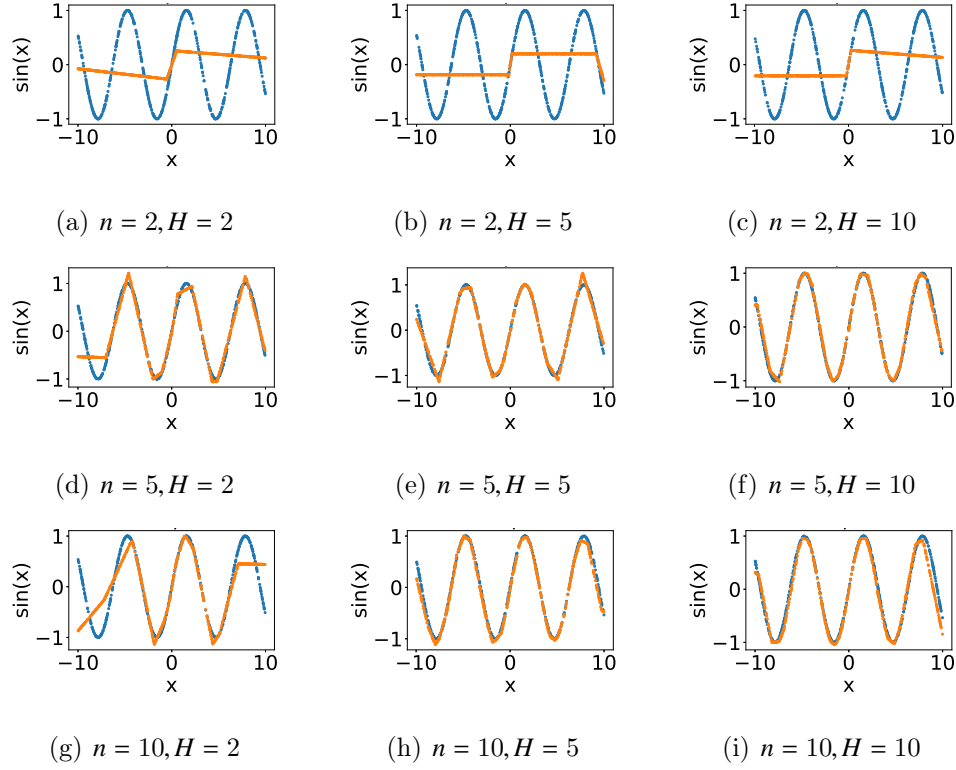 1
0
−1
sin(x)
−10 0 10
x
1
0
−1
sin(x)
−10 0 10
x
1
0
−1
sin(x)
−10 0 10
x
(a) n = 2, H = 2
(b) n = 2, H = 5
(c) n = 2, H = 10
1
0
−1
sin(x)
−10 0 10
x
1
0
−1
sin(x)
−10 0 10
x
1
0
−1
sin(x)
−10 0 10
x
(d) n = 5, H = 2
(e) n = 5, H = 5
(f) n = 5, H = 10
1
0
−1
sin(x)
−10 0 10
x
1
0
−1
sin(x)
−10 0 10
x
1
0
−1
sin(x)
−10 0 10
x
(g) n = 10, H = 2
(h) n = 10, H = 5
(i) n = 10, H = 10